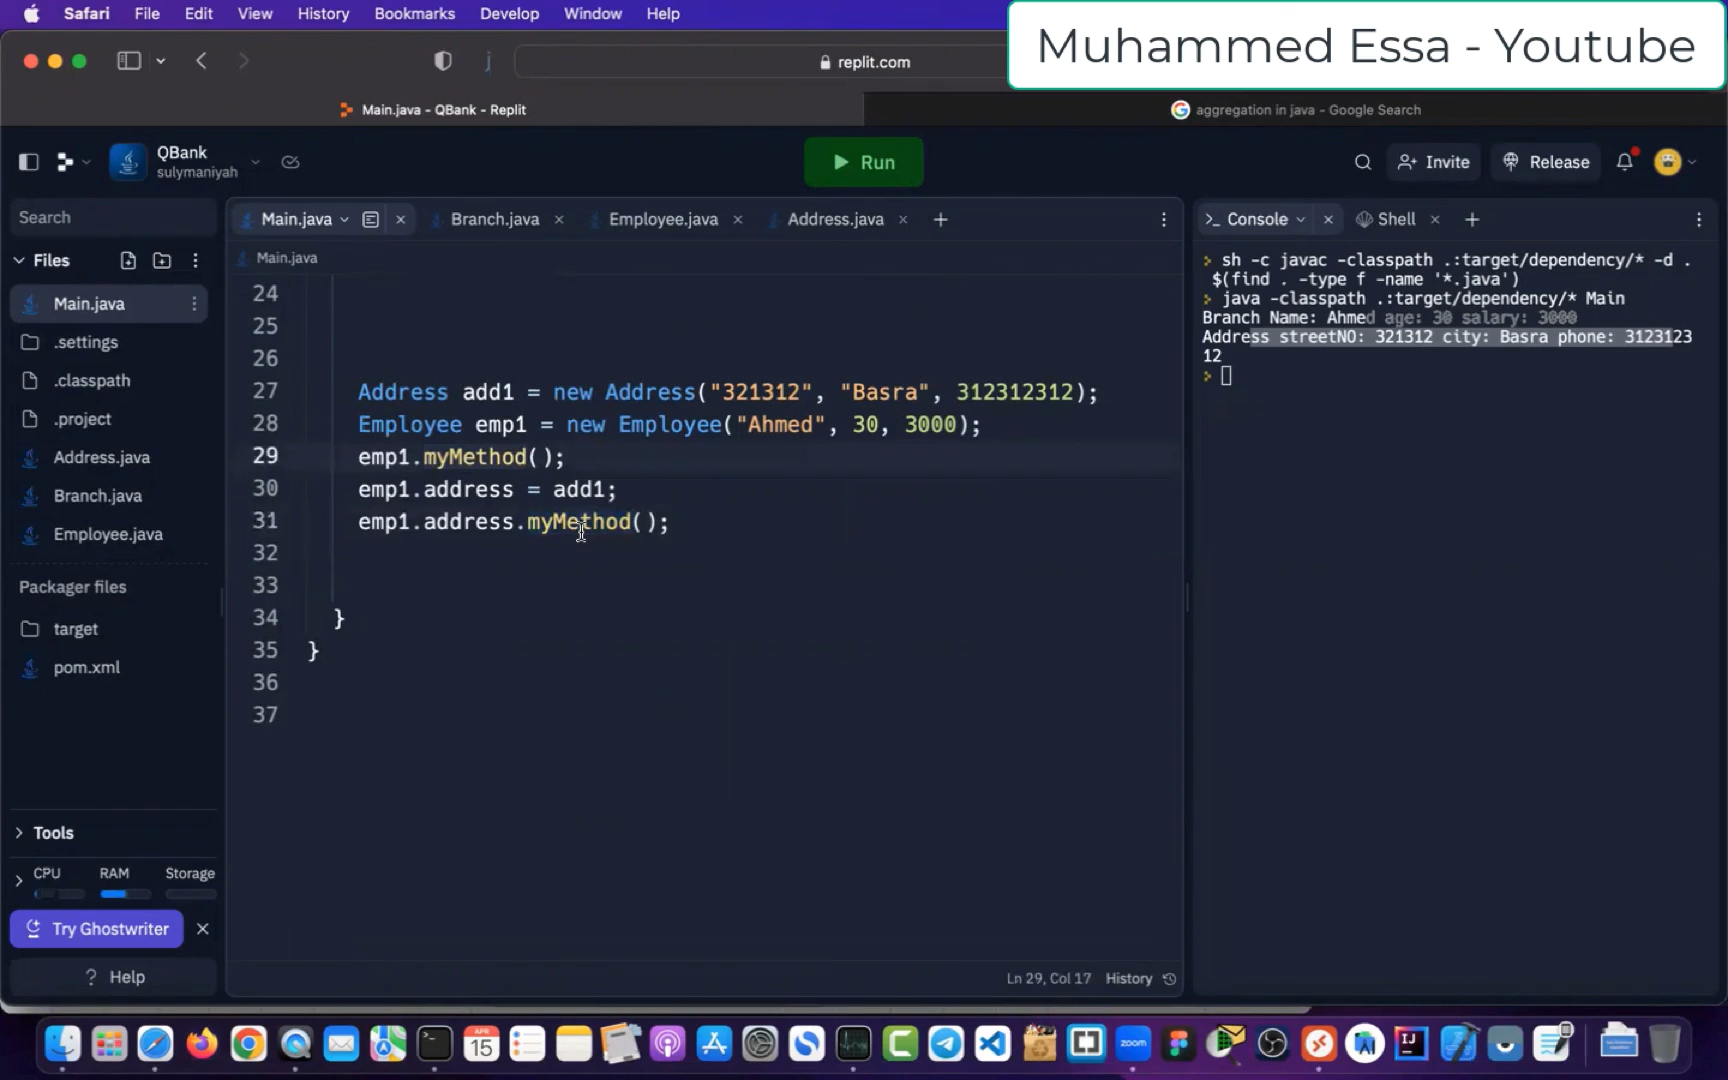 Safari File Edit View History Bookmarks Develop Window Help
Muhammed Essa - Youtube
replit.com
Main.java - QBank - Replit
aggregation in java - Google Search
QBank
sulymaniyah
Run
Invite
Release
Search
Main.java
Branch.java
Employee.java
Address.java
Console
Shell
Files
Main.java
.settings
.classpath
.project
Address.java
Branch.java
Employee.java
Packager files
target
pom.xml
Tools
CPU RAM Storage
Try Ghostwriter
? Help
Main.java
24
25
26
27 Address add1 = new Address("321312", "Basra", 312312312);
28 Employee emp1 = new Employee("Ahmed", 30, 3000);
29 emp1.myMethod();
30 emp1.address = add1;
31 emp1.address.myMethod();
32
33
34 }
35 }
36
37
Ln 29, Col 17 History
sh -c javac -classpath .:target/dependency/* -d .
$(find . -type f -name '*.java')
java -classpath .:target/dependency/* Main
Branch Name: Ahmed age: 30 salary: 3000
Address streetNO: 321312 city: Basra phone: 3123123
12
APR
15
zoom
IJ